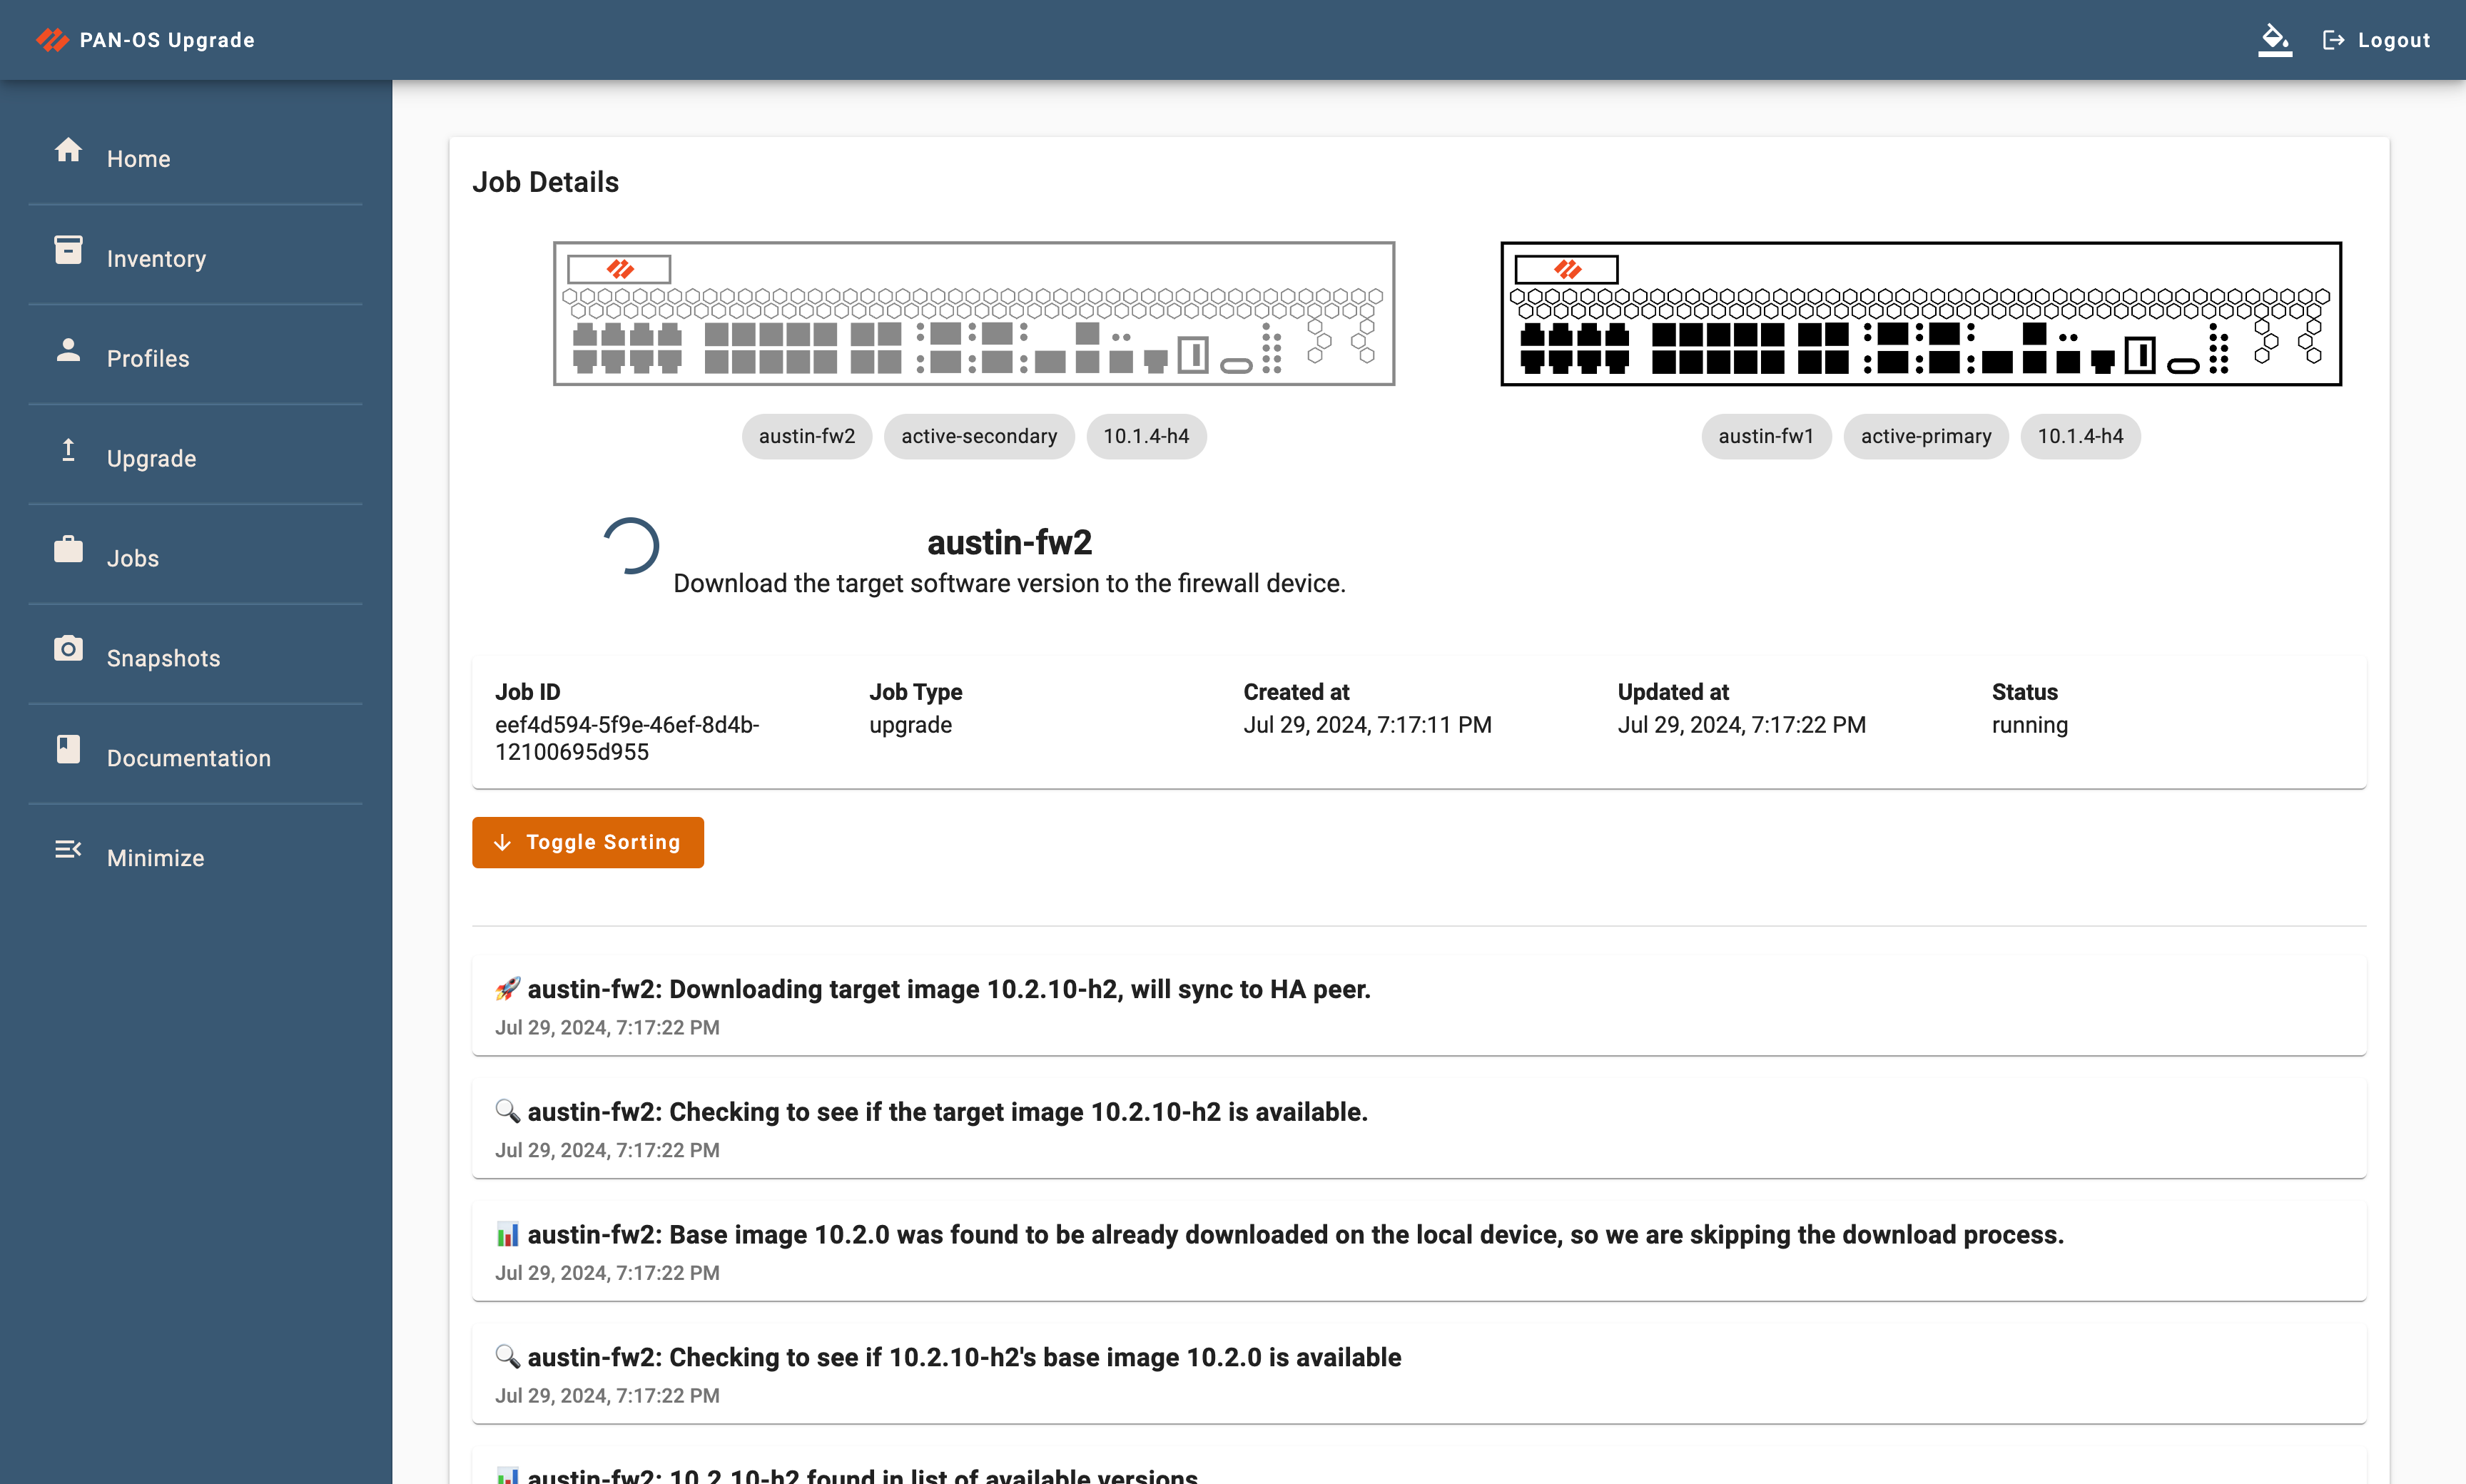 PAN-OS Upgrade
Logout
Home
Inventory
Profiles
Upgrade
Jobs
Snapshots
Documentation
Minimize
Job Details
austin-fw2
active-secondary
10.1.4-h4
austin-fw1
active-primary
10.1.4-h4
austin-fw2
Download the target software version to the firewall device.
Job ID
eef4d594-5f9e-46ef-8d4b-
12100695d955
Job Type
upgrade
Created at
Jul 29, 2024, 7:17:11 PM
Updated at
Jul 29, 2024, 7:17:22 PM
Status
running
Toggle Sorting
🚀 austin-fw2: Downloading target image 10.2.10-h2, will sync to HA peer.
Jul 29, 2024, 7:17:22 PM
🔍 austin-fw2: Checking to see if the target image 10.2.10-h2 is available.
Jul 29, 2024, 7:17:22 PM
📊 austin-fw2: Base image 10.2.0 was found to be already downloaded on the local device, so we are skipping the download process.
Jul 29, 2024, 7:17:22 PM
🔍 austin-fw2: Checking to see if 10.2.10-h2's base image 10.2.0 is available
Jul 29, 2024, 7:17:22 PM
📊 austin-fw2: 10.2.10-h2 found in list of available versions